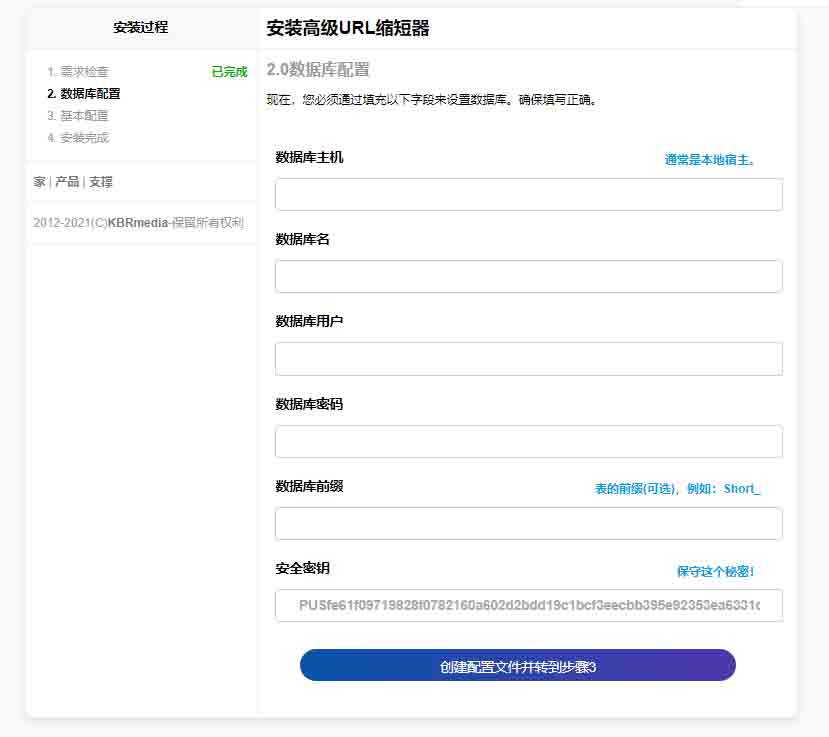 安装过程
1. 需求检查 已完成
2. 数据库配置
3. 基本配置
4. 安装完成
家 | 产品 | 支撑
2012-2021(C)KBRmedia-保留所有权利
安装高级URL缩短器
2.0数据库配置
现在，您必须通过填充以下字段来设置数据库。确保填写正确。
数据库主机 通常是本地宿主。
数据库名
数据库用户
数据库密码
数据库前缀 表的前缀(可选)，例如：Short_
安全密钥 保守这个秘密！
PUSfe61f09719828f0782160a602d2bdd19c1bcf3eecbb395e92353ea6331c
创建配置文件并转到步骤3